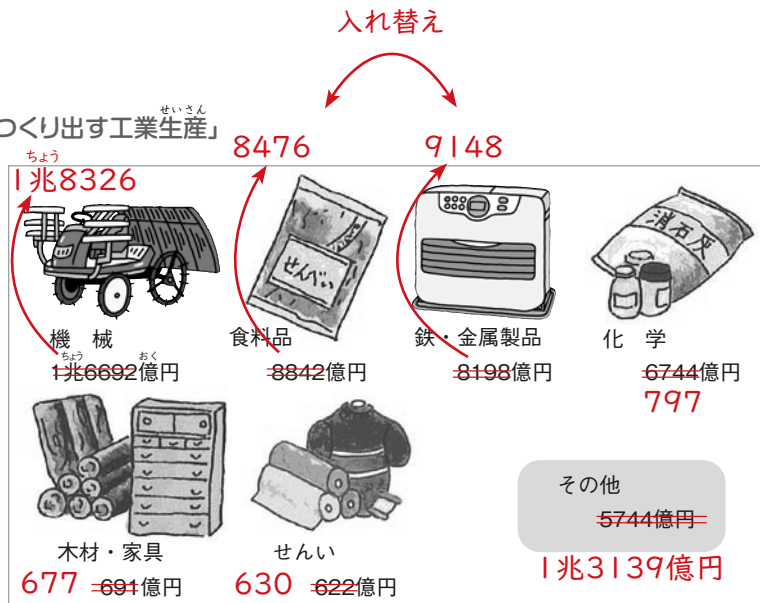 入れ替え
つくり出す工業生産」
せいさん
8476
9148
ちょう
1兆8326
せんべい
消石灰
機 械
食料品
鉄・金属製品
化 学
ちょう
おく
1兆6692億円
8842億円
8198億円
6744億円
797
その他
5744億円
1兆3139億円
木材・家具
せんい
677 691億円
630 622億円